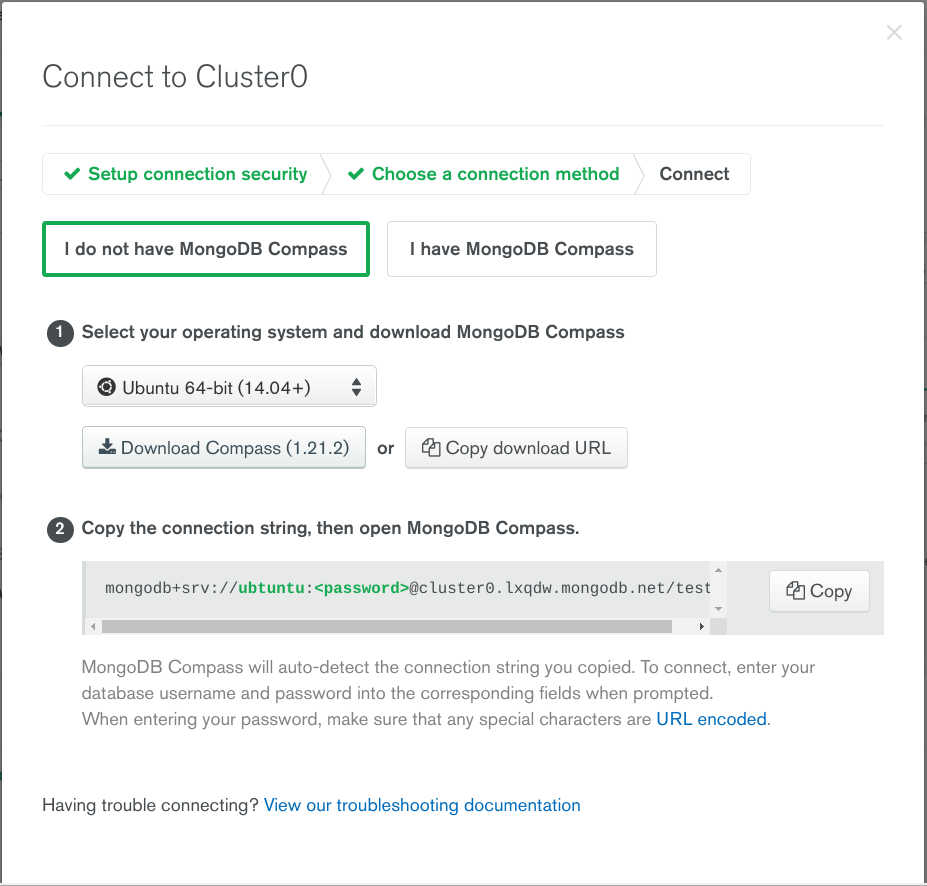 Connect to Cluster0
Setup connection security
Choose a connection method
Connect
I do not have MongoDB Compass
I have MongoDB Compass
1 Select your operating system and download MongoDB Compass
Ubuntu 64-bit (14.04+)
Download Compass (1.21.2) or Copy download URL
2 Copy the connection string, then open MongoDB Compass.
mongodb+srv://ubtuntu:<password>@cluster0.lxqdw.mongodb.net/test
Copy
MongoDB Compass will auto-detect the connection string you copied. To connect, enter your
database username and password into the corresponding fields when prompted.
When entering your password, make sure that any special characters are URL encoded.
Having trouble connecting? View our troubleshooting documentation